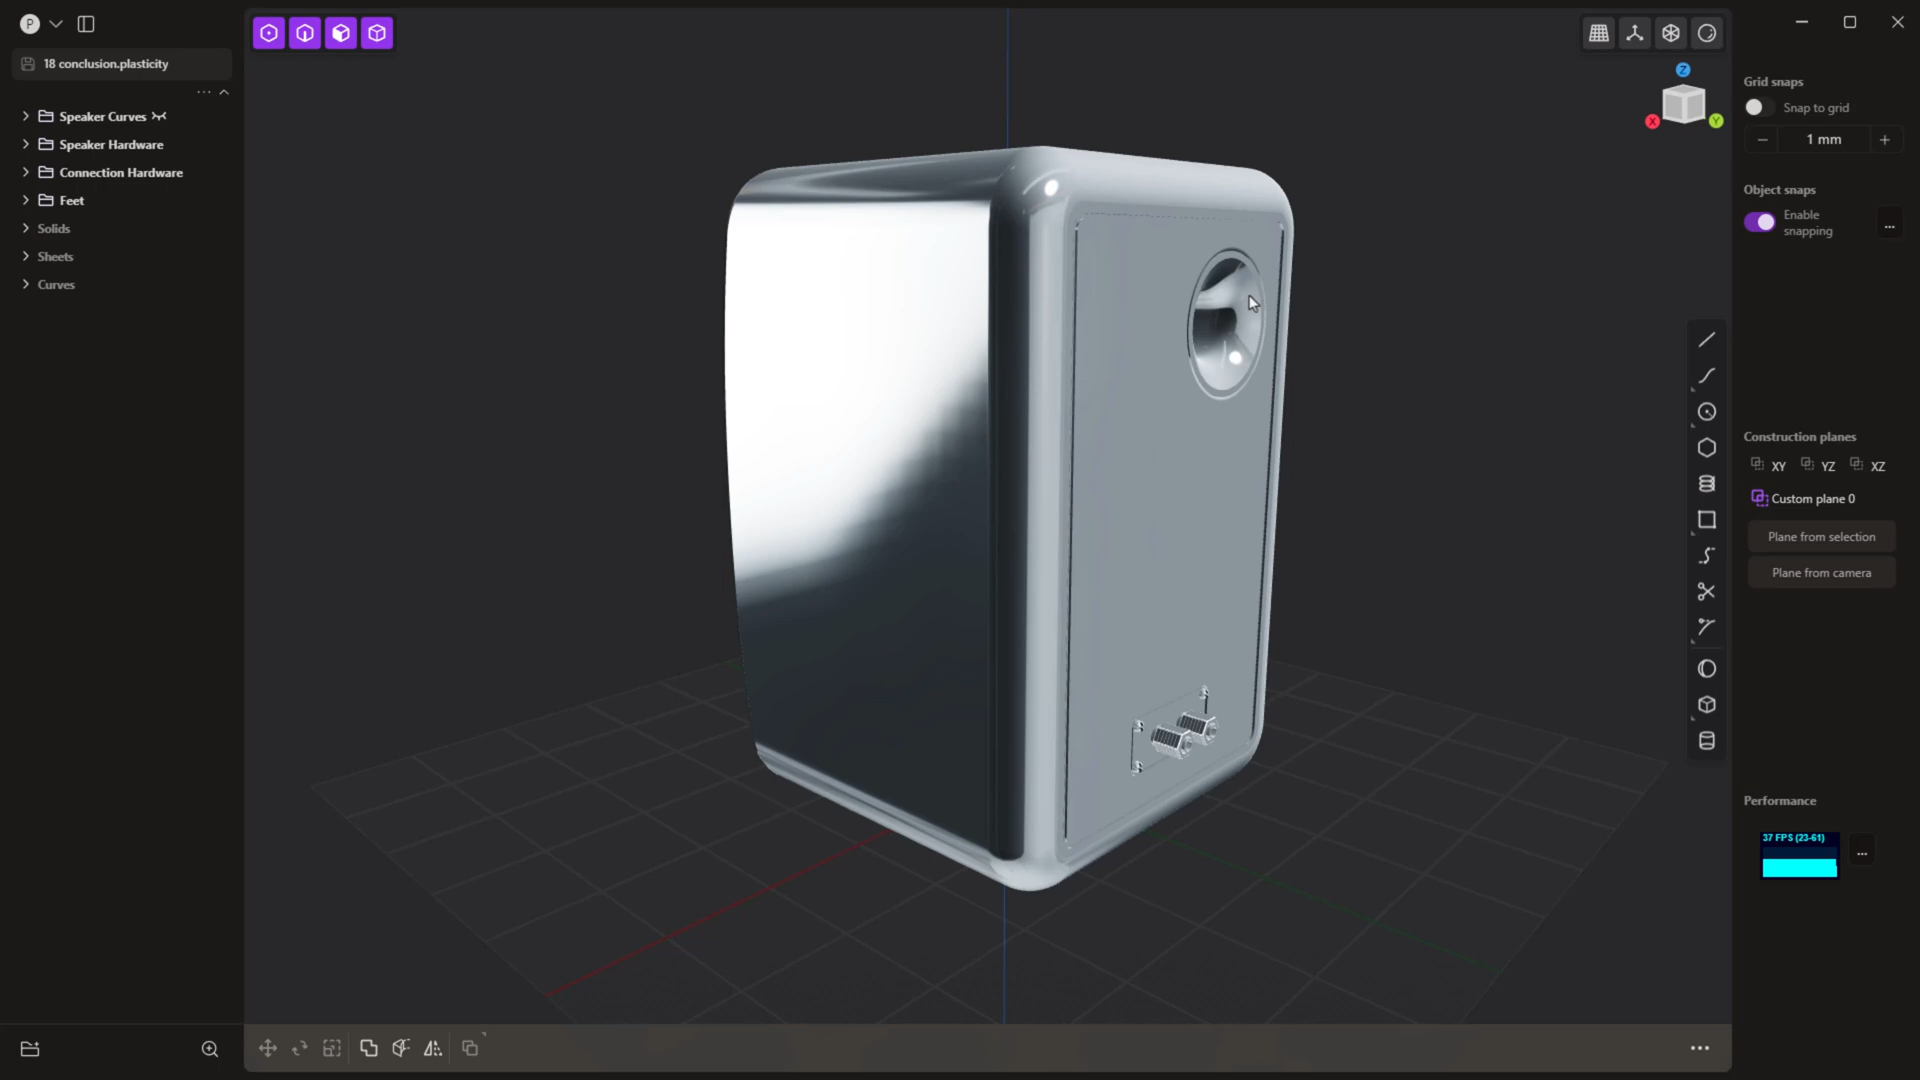 P
18 conclusion.plasticity
Speaker Curves
Speaker Hardware
Connection Hardware
Feet
Solids
Sheets
Curves
Z
X
Y
Grid snaps
Snap to grid
1 mm
Object snaps
Enable
snapping
...
Construction planes
XY YZ XZ
Custom plane 0
Plane from selection
Plane from camera
Performance
37 FPS (23-61)
...